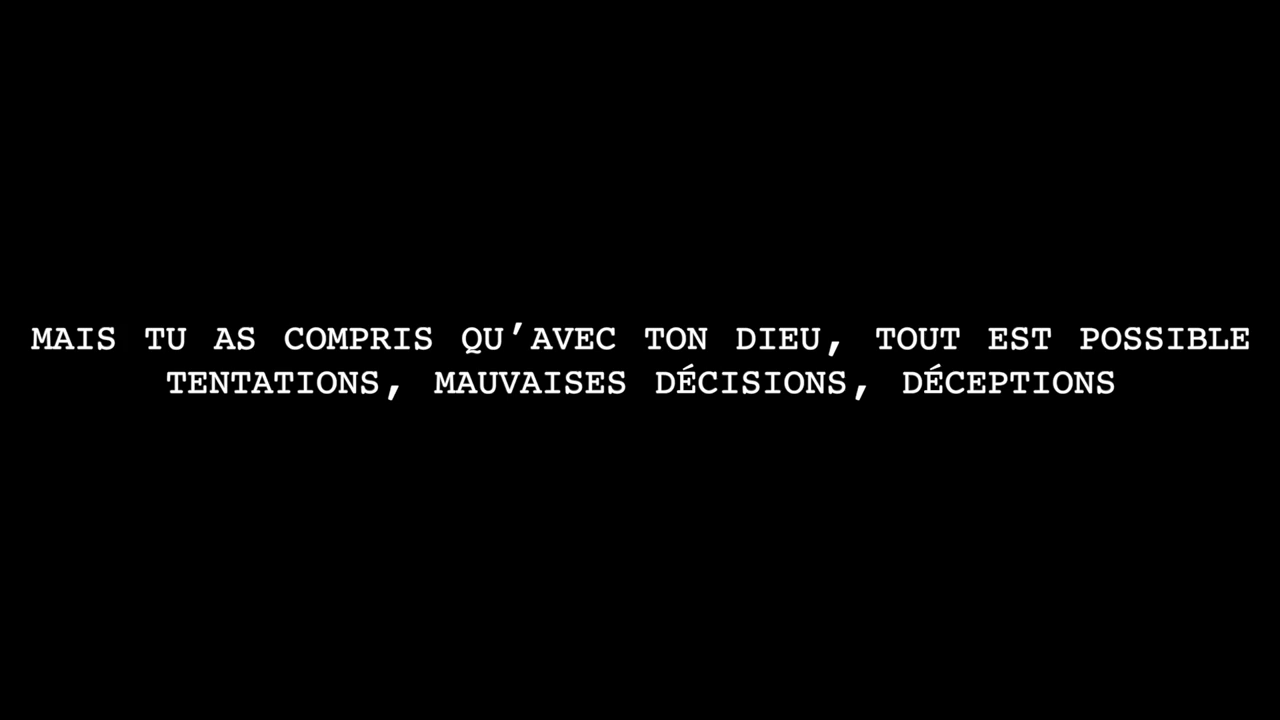 MAIS TU AS COMPRIS QU’AVEC TON DIEU, TOUT EST POSSIBLE
TENTATIONS, MAUVAISES DÉCISIONS, DÉCEPTIONS